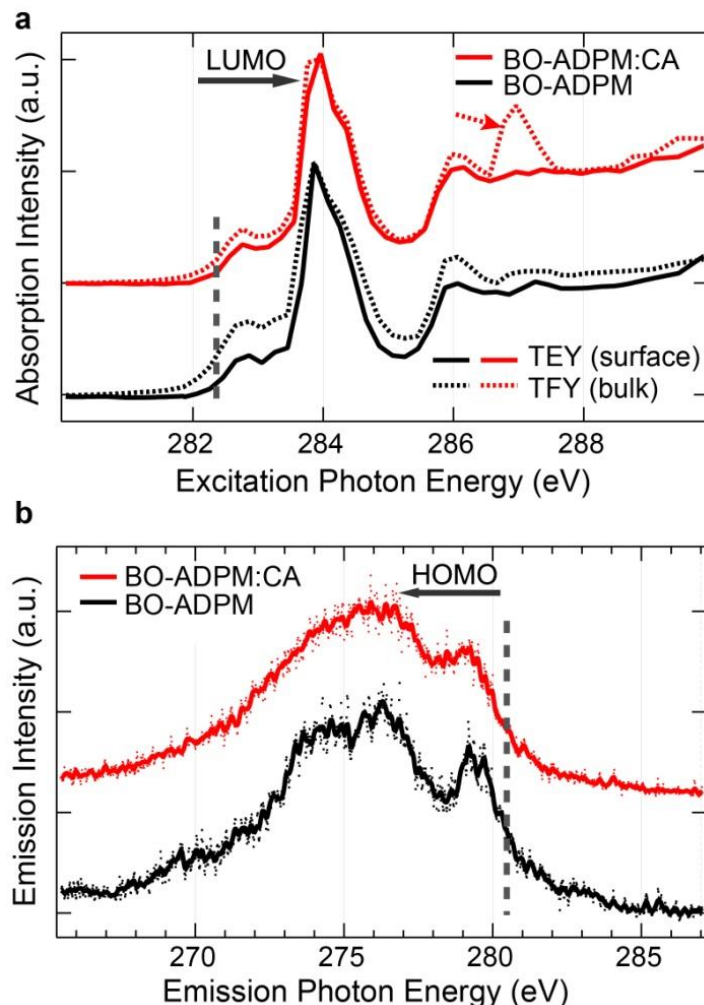 a
LUMO
BO-ADPM:CA
BO-ADPM
TEY (surface)
TFY (bulk)
Absorption Intensity (a.u.)
282 284 286 288
Excitation Photon Energy (eV)
b
BO-ADPM:CA
BO-ADPM
HOMO
Emission Intensity (a.u.)
270 275 280 285
Emission Photon Energy (eV)